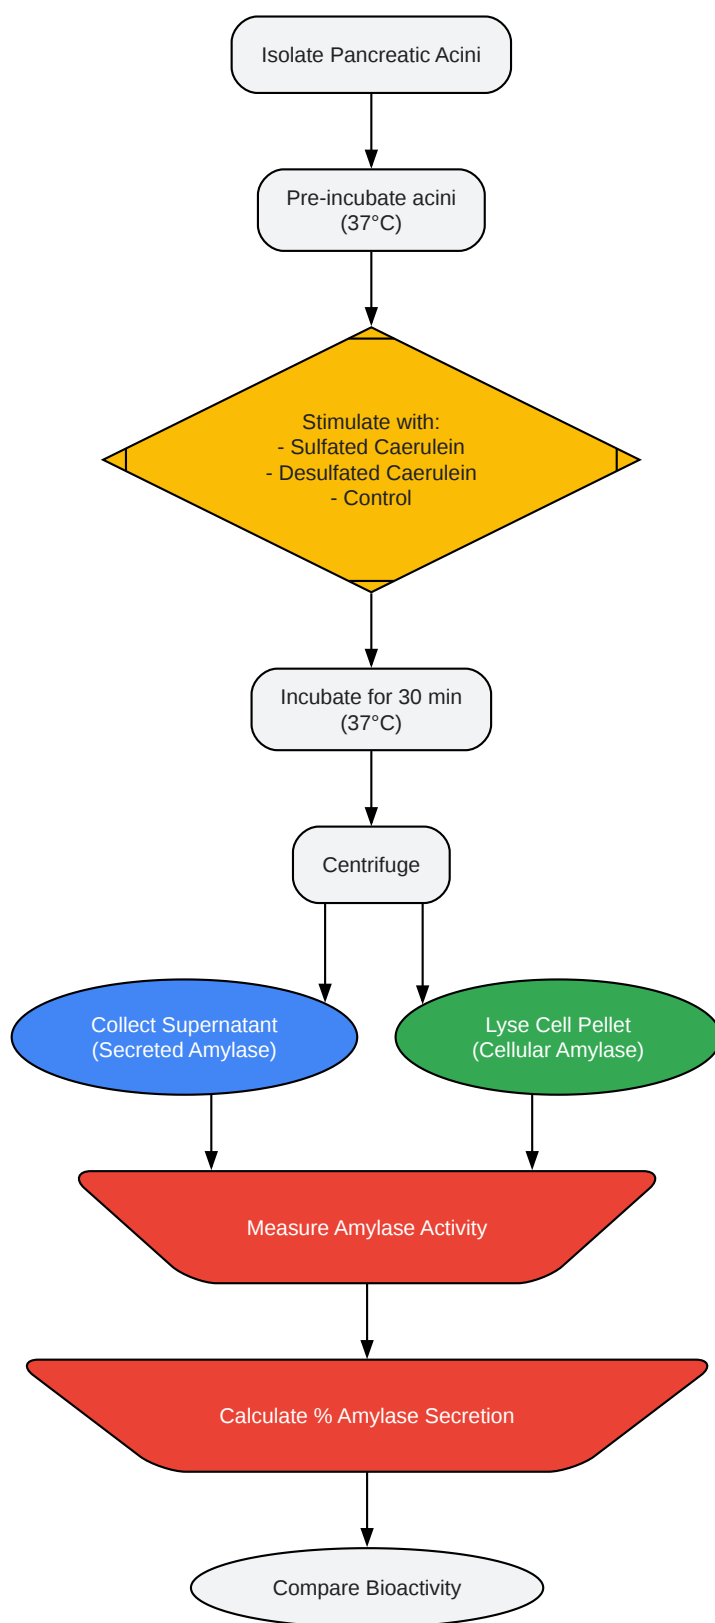 Isolate Pancreatic Acini
Pre-incubate acini
(37°C)
Stimulate with:
- Sulfated Caerulein
- Desulfated Caerulein
- Control
Incubate for 30 min
(37°C)
Centrifuge
Collect Supernatant
(Secreted Amylase)
Lyse Cell Pellet
(Cellular Amylase)
Measure Amylase Activity
Calculate % Amylase Secretion
Compare Bioactivity